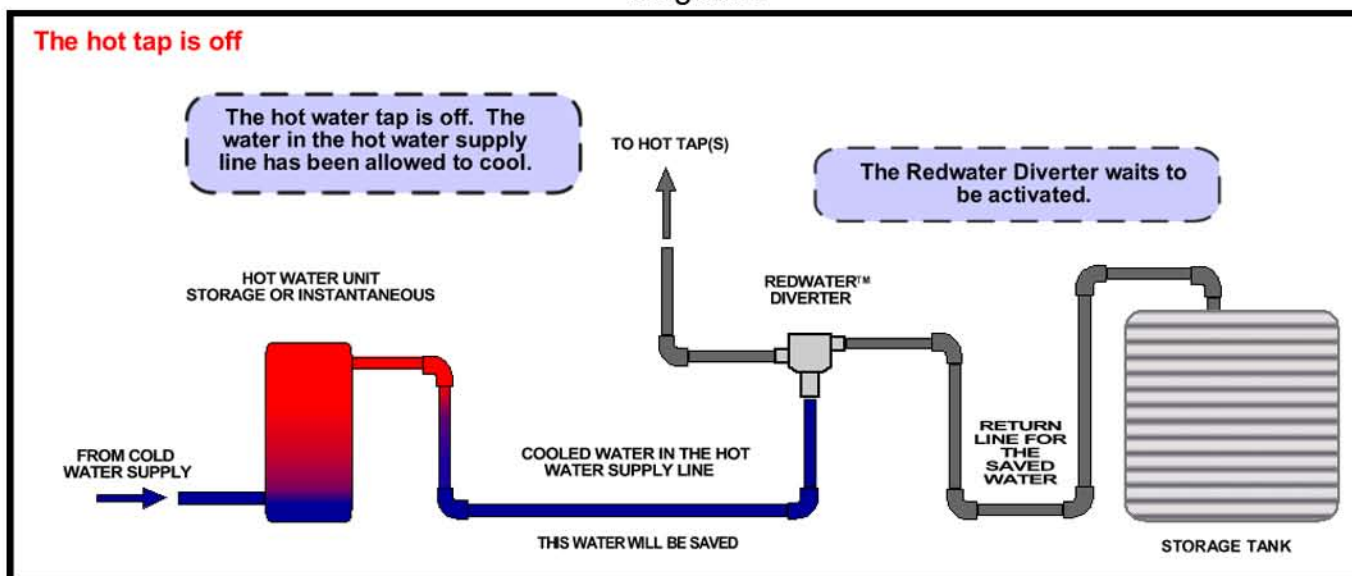 The hot tap is off
The hot water tap is off. The
water in the hot water supply
line has been allowed to cool.
TO HOT TAP(S)
The Redwater Diverter waits to
be activated.
HOT WATER UNIT
STORAGE OR INSTANTANEOUS
REDWATER™
DIVERTER
FROM COLD
WATER SUPPLY
COOLED WATER IN THE HOT
WATER SUPPLY LINE
RETURN
LINE FOR
THE
SAVED
WATER
THIS WATER WILL BE SAVED
STORAGE TANK